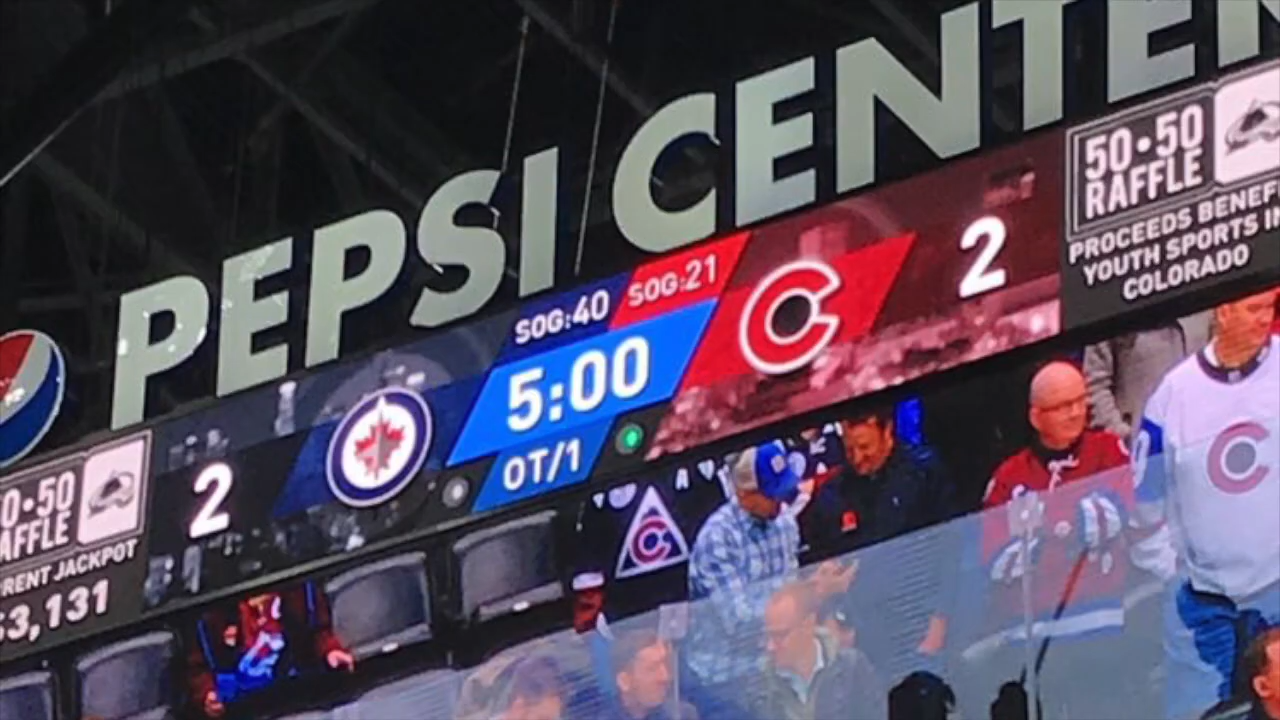 PEPSI CENTE
SOG:40 SOG:21
5:00
OT/1
2
2
C
50•50
RAFFLE
PROCEEDS BENEF
YOUTH SPORTS I
COLORADO
0•50
AFFLE
RENT JACKPOT
3,131
A
C
C